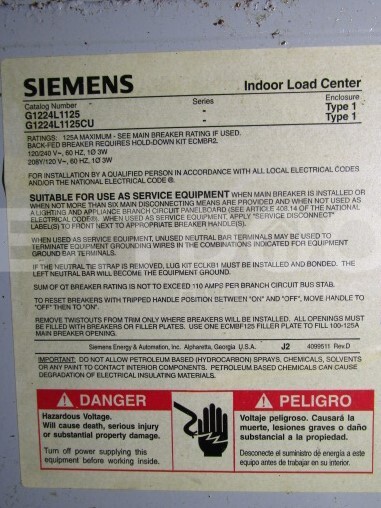 SIEMENS
Indoor Load Center
Catalog Number Series Enclosure
G1224L1125 - Type 1
G1224L1125CU - Type 1
RATINGS: 125A MAXIMUM - SEE MAIN BREAKER RATING IF USED.
BACK-FED BREAKER REQUIRES HOLD-DOWN KIT ECMBR2.
120/240 V~, 60 HZ, 1Ø 3W
208Y/120 V~, 60 HZ, 1Ø 3W
FOR INSTALLATION BY A QUALIFIED PERSON IN ACCORDANCE WITH ALL LOCAL ELECTRICAL CODES
AND/OR THE NATIONAL ELECTRICAL CODE ®.
SUITABLE FOR USE AS SERVICE EQUIPMENT WHEN MAIN BREAKER IS INSTALLED OR
WHEN NOT MORE THAN SIX MAIN DISCONNECTING MEANS ARE PROVIDED AND WHEN NOT USED AS
A LIGHTING AND APPLIANCE BRANCH CIRCUIT PANELBOARD (SEE ARTICLE 408.14 OF THE NATIONAL
ELECTRICAL CODE®). WHEN USED AS SERVICE EQUIPMENT, APPLY "SERVICE DISCONNECT"
LABEL(S) TO FRONT NEXT TO APPROPRIATE BREAKER HANDLE(S).
WHEN USED AS SERVICE EQUIPMENT, UNUSED NEUTRAL BAR TERMINALS MAY BE USED TO
TERMINATE EQUIPMENT GROUNDING WIRES IN THE COMBINATIONS INDICATED FOR EQUIPMENT
GROUND BAR TERMINALS.
IF THE NEUTRAL TIE STRAP IS REMOVED, LUG KIT ECLKB1 MUST BE INSTALLED AND BONDED. THE
LEFT NEUTRAL BAR WILL BECOME THE EQUIPMENT GROUND.
SUM OF QT BREAKER RATING IS NOT TO EXCEED 110 AMPS PER BRANCH CIRCUIT BUS STAB.
TO RESET BREAKERS WITH TRIPPED HANDLE POSITION BETWEEN "ON" AND "OFF", MOVE HANDLE TO
"OFF" THEN TO "ON".
REMOVE TWISTOUTS FROM TRIM ONLY WHERE BREAKERS WILL BE INSTALLED. ALL OPENINGS MUST
BE FILLED WITH BREAKERS OR FILLER PLATES. USE ONE ECMBF125 FILLER PLATE TO FILL 100-125A
MAIN BREAKER OPENING.
Siemens Energy & Automation, Inc. Alpharetta, Georgia U.S.A. J2 4099511 Rev.D
IMPORTANT: DO NOT ALLOW PETROLEUM BASED (HYDROCARBON) SPRAYS, CHEMICALS, SOLVENTS
OR ANY PAINT TO CONTACT INTERIOR COMPONENTS. PETROLEUM BASED CHEMICALS CAN CAUSE
DEGRADATION OF ELECTRICAL INSULATING MATERIALS.
DANGER
Hazardous Voltage.
Will cause death, serious injury
or substantial property damage.
Turn off power supplying this
equipment before working inside.
PELIGRO
Voltaje peligroso. Causará la
muerte, lesiones graves o daño
substancial a la propiedad.
Desconecte el suministro de energía a este
equipo antes de trabajar en su interior.